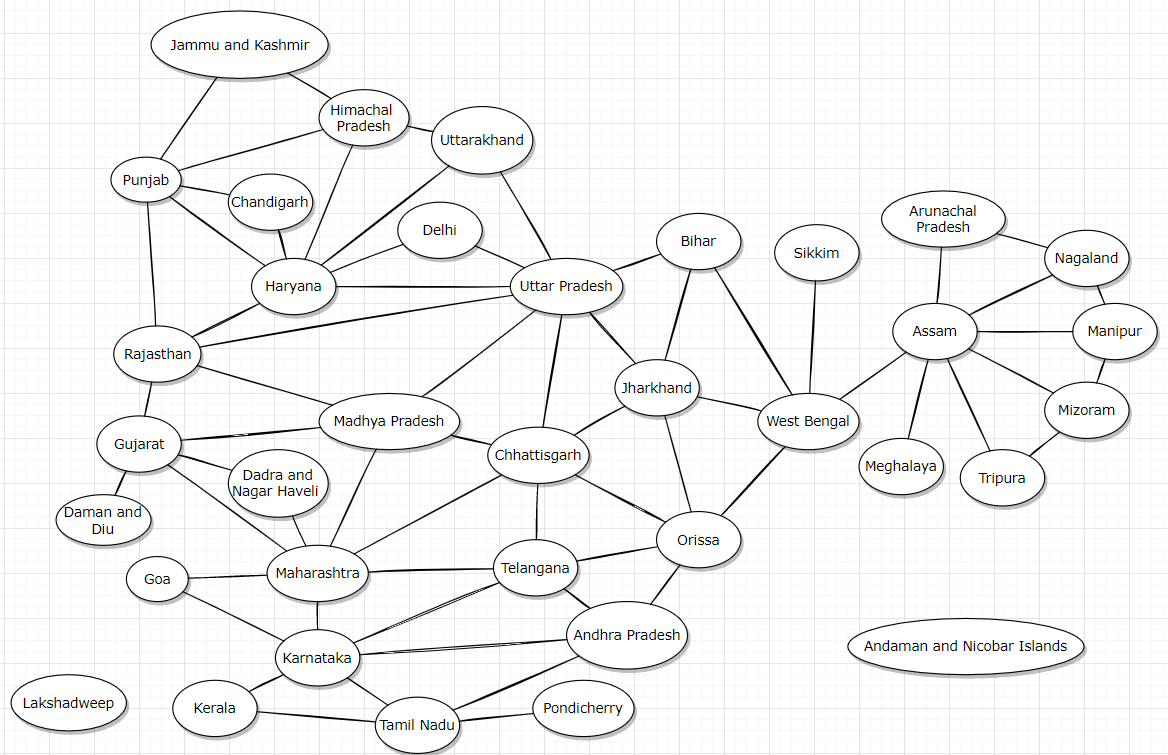 Jammu and Kashmir
Himachal
Pradesh
Uttarakhand
Punjab
Chandigarh
Delhi
Bihar
Sikkim
Arunachal
Pradesh
Nagaland
Haryana
Uttar Pradesh
Assam
Manipur
Rajasthan
Jharkhand
Mizoram
Madhya Pradesh
West Bengal
Gujarat
Chhattisgarh
Meghalaya
Tripura
Dadra and
Nagar Haveli
Daman and
Diu
Orissa
Goa
Maharashtra
Telangana
Andhra Pradesh
Andaman and Nicobar Islands
Karnataka
Lakshadweep
Kerala
Tamil Nadu
Pondicherry